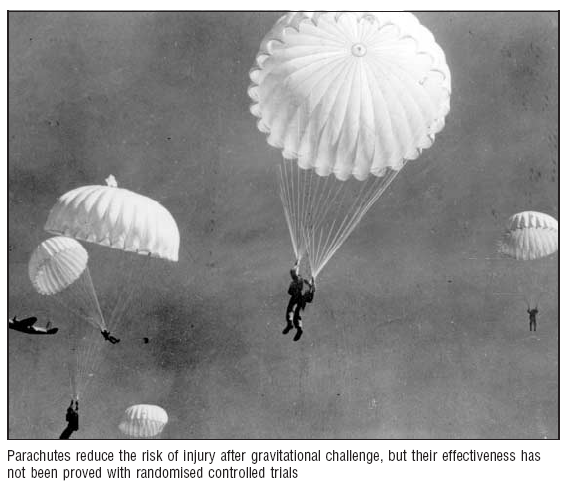 Parachutes reduce the risk of injury after gravitational challenge, but their effectiveness has
not been proved with randomised controlled trials